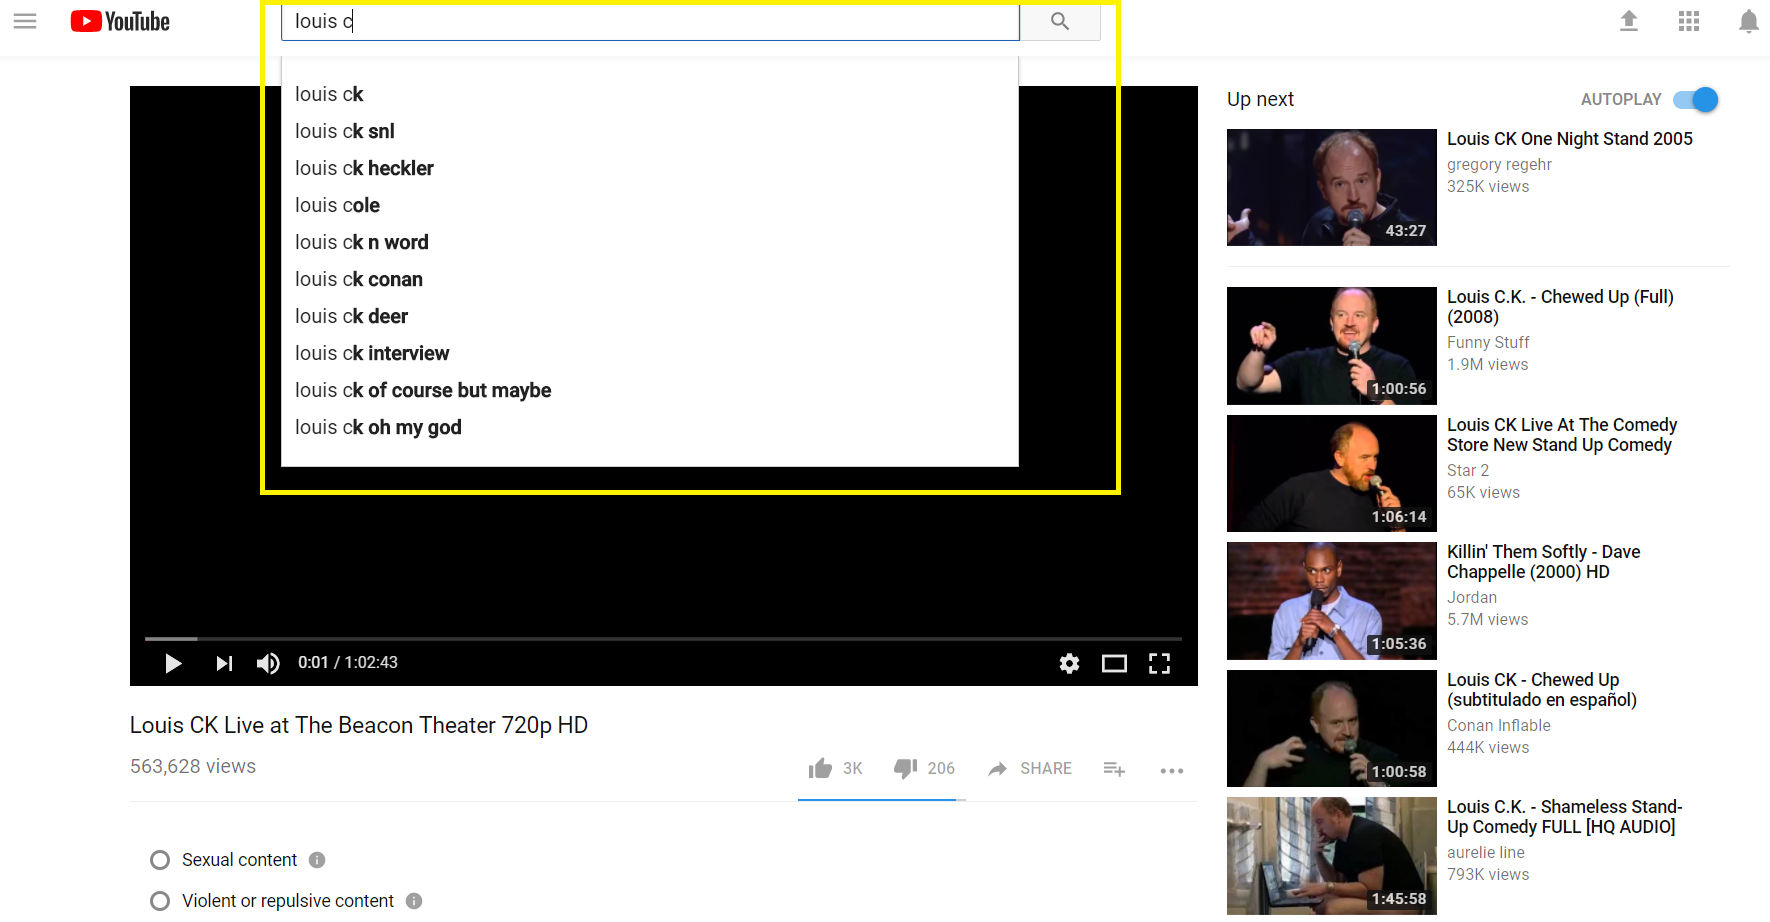 YouTube
louis c
louis ck
louis ck snl
louis ck heckler
louis cole
louis ck n word
louis ck conan
louis ck deer
louis ck interview
louis ck of course but maybe
louis ck oh my god
0:01 / 1:02:43
Louis CK Live at The Beacon Theater 720p HD
563,628 views
3K
206
SHARE
Sexual content
Violent or repulsive content
Up next
AUTOPLAY
43:27
Louis CK One Night Stand 2005
gregory regehr
325K views
1:00:56
Louis C.K. - Chewed Up (Full)
(2008)
Funny Stuff
1.9M views
1:06:14
Louis CK Live At The Comedy
Store New Stand Up Comedy
Star 2
65K views
1:05:36
Killin' Them Softly - Dave
Chappelle (2000) HD
Jordan
5.7M views
1:00:58
Louis CK - Chewed Up
(subtitulado en español)
Conan Inflable
444K views
1:45:58
Louis C.K. - Shameless Stand-
Up Comedy FULL [HQ AUDIO]
aurelie line
793K views